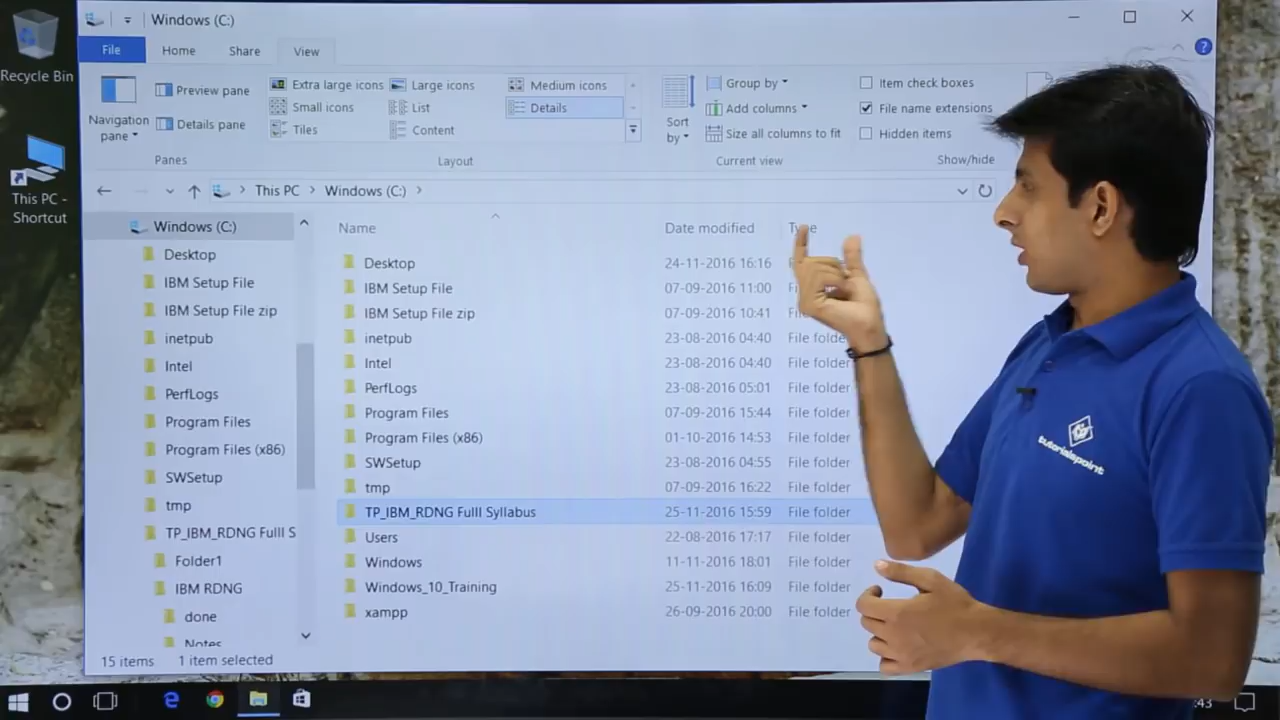 Windows (C:)
File Home Share View
Recycle Bin
Navigation pane
Preview pane
Details pane
Panes
Extra large icons Large icons Medium icons
Small icons List Details
Tiles Content
Layout
Sort by
Group by
Add columns
Size all columns to fit
Current view
Item check boxes
File name extensions
Hidden items
Show/hide
This PC - Shortcut
This PC Windows (C:)
Windows (C:)
Desktop
IBM Setup File
IBM Setup File zip
inetpub
Intel
PerfLogs
Program Files
Program Files (x86)
SWSetup
tmp
TP_IBM_RDNG Fulll S
Folder1
IBM RDNG
done
Notes
Name Date modified
Desktop 24-11-2016 16:16
IBM Setup File 07-09-2016 11:00
IBM Setup File zip 07-09-2016 10:41
inetpub 23-08-2016 04:40 File folde
Intel 23-08-2016 04:40 File folder
PerfLogs 23-08-2016 05:01 File folder
Program Files 07-09-2016 15:44 File folder
Program Files (x86) 01-10-2016 14:53 File folder
SWSetup 23-08-2016 04:55 File folder
tmp 07-09-2016 16:22 File folder
TP_IBM_RDNG Fulll Syllabus 25-11-2016 15:59 File folder
Users 22-08-2016 17:17 File folder
Windows 11-11-2016 18:01 File folder
Windows_10_Training 25-11-2016 16:09 File folder
xampp 26-09-2016 20:00 File folder
15 items 1 item selected
tutorialspoint
:43